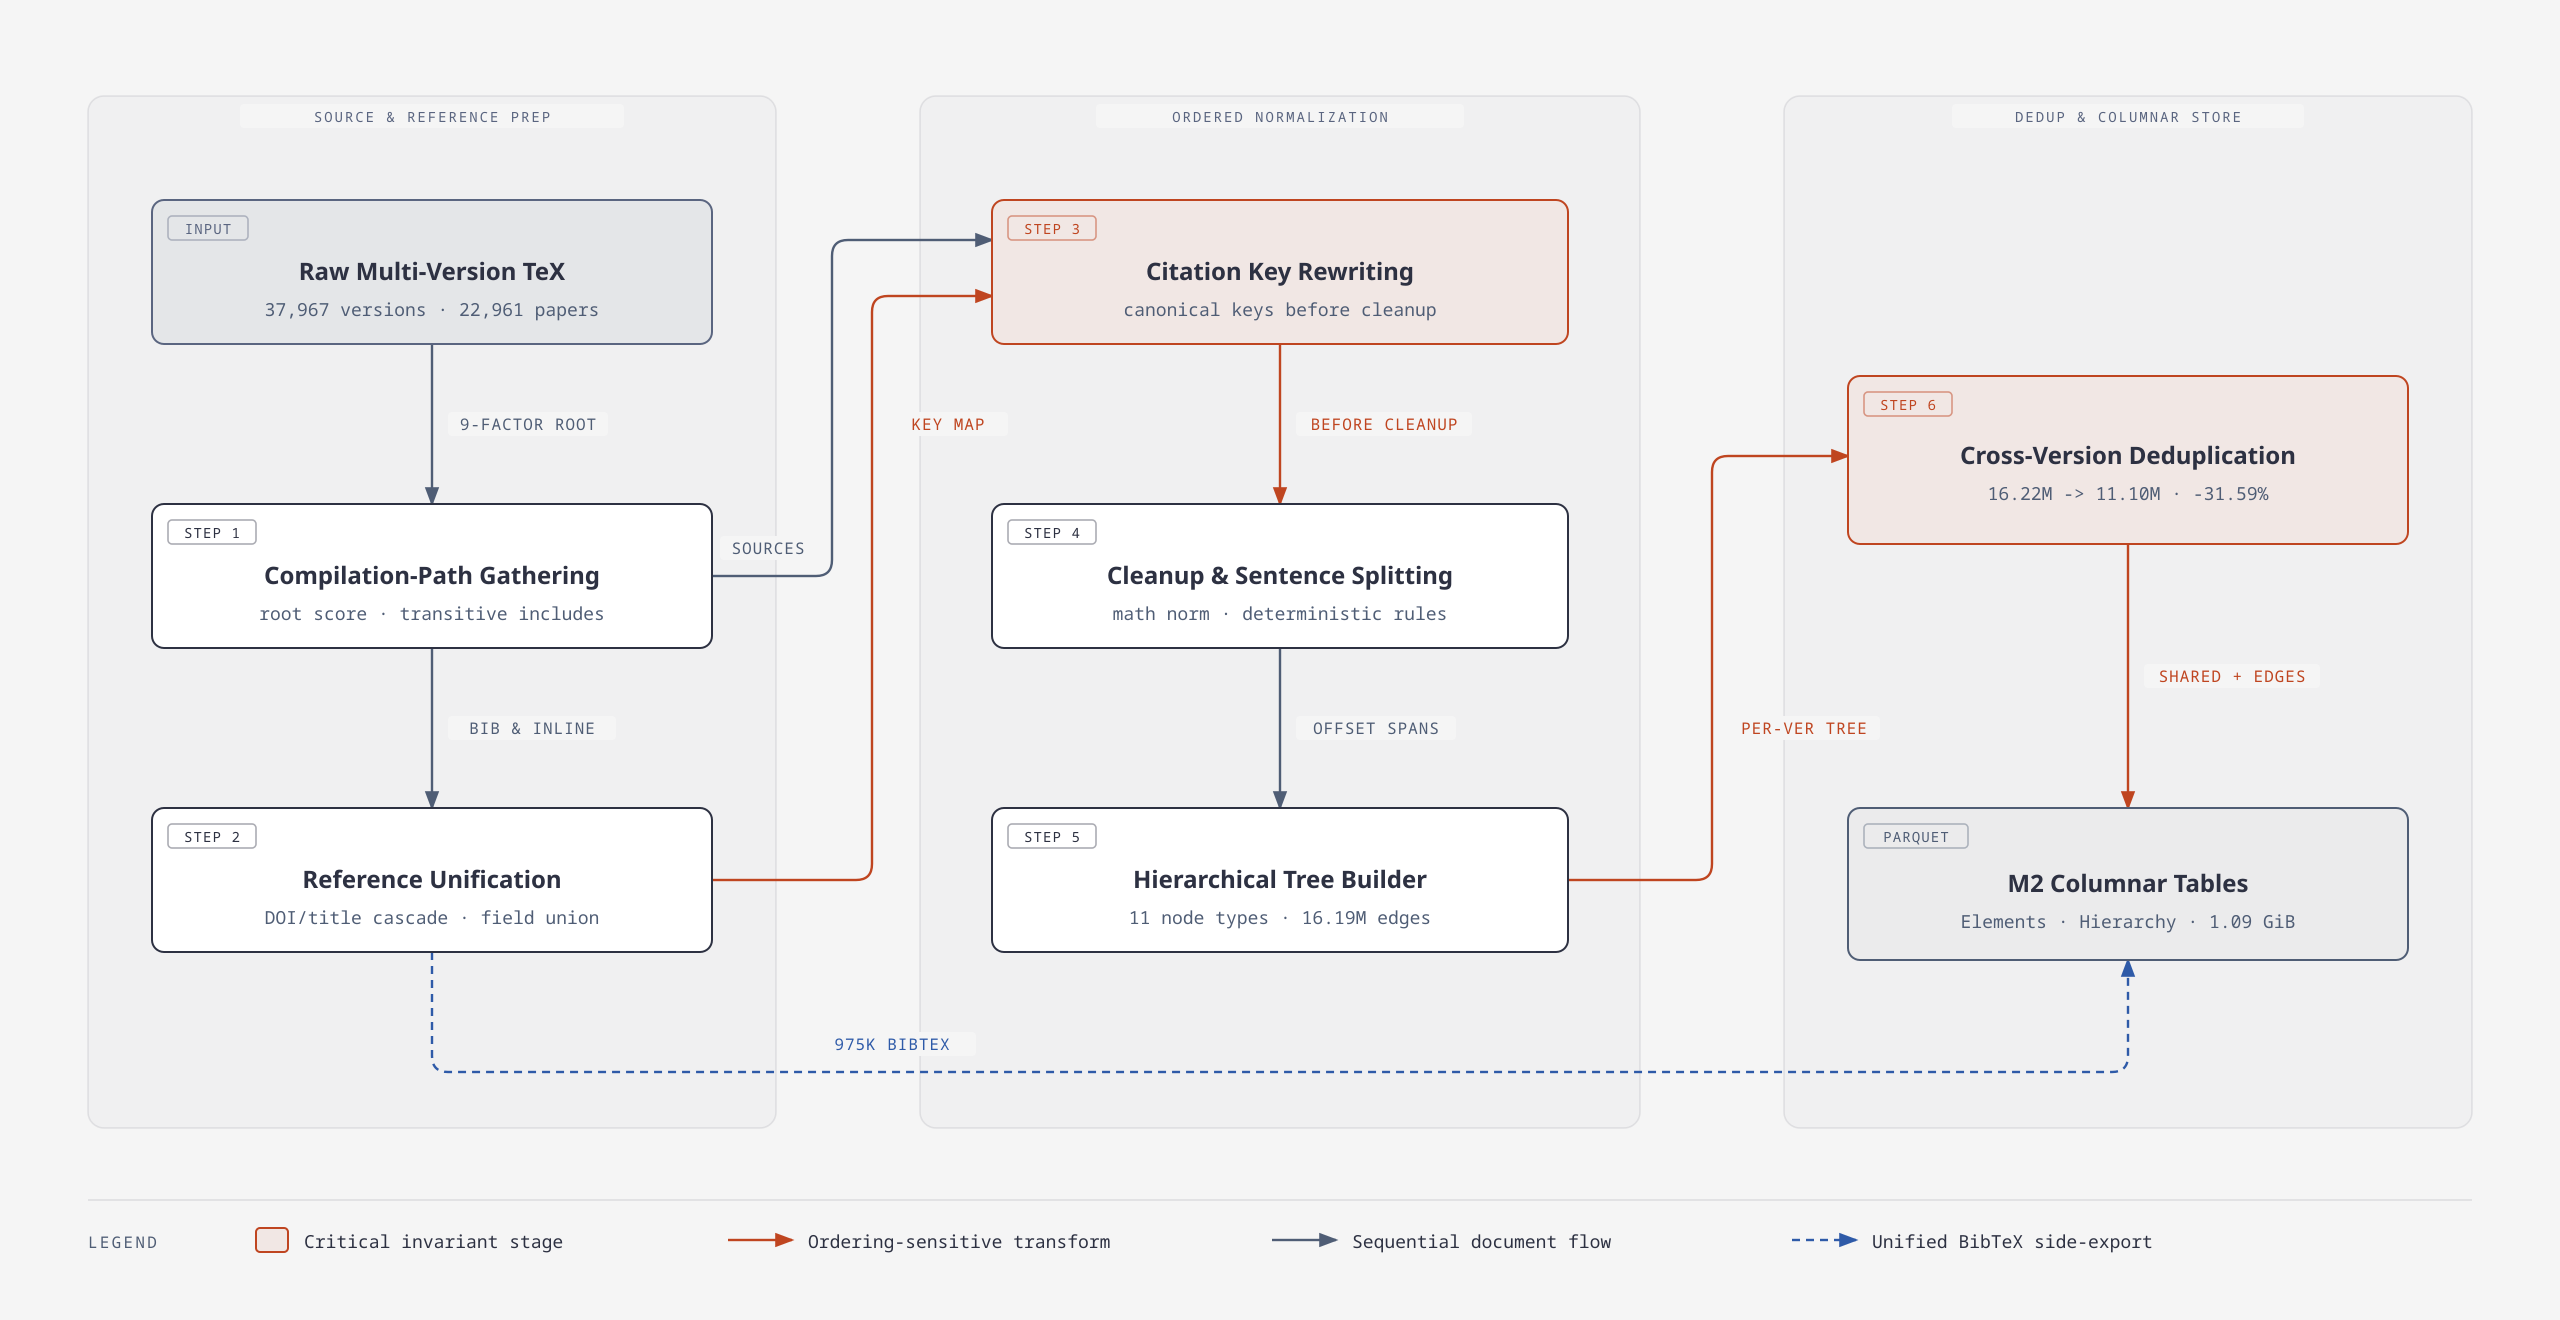 SOURCE & REFERENCE PREP
INPUT
Raw Multi-Version TeX
37,967 versions · 22,961 papers
9-FACTOR ROOT
STEP 1
Compilation-Path Gathering
root score · transitive includes
SOURCES
BIB & INLINE
STEP 2
Reference Unification
DOI/title cascade · field union
KEY MAP
975K BIBTEX
ORDERED NORMALIZATION
STEP 3
Citation Key Rewriting
canonical keys before cleanup
BEFORE CLEANUP
STEP 4
Cleanup & Sentence Splitting
math norm · deterministic rules
OFFSET SPANS
STEP 5
Hierarchical Tree Builder
11 node types · 16.19M edges
PER-VER TREE
DEDUP & COLUMNAR STORE
STEP 6
Cross-Version Deduplication
16.22M -> 11.10M · -31.59%
SHARED + EDGES
PARQUET
M2 Columnar Tables
Elements · Hierarchy · 1.09 GiB
LEGEND
Critical invariant stage
Ordering-sensitive transform
Sequential document flow
Unified BibTeX side-export